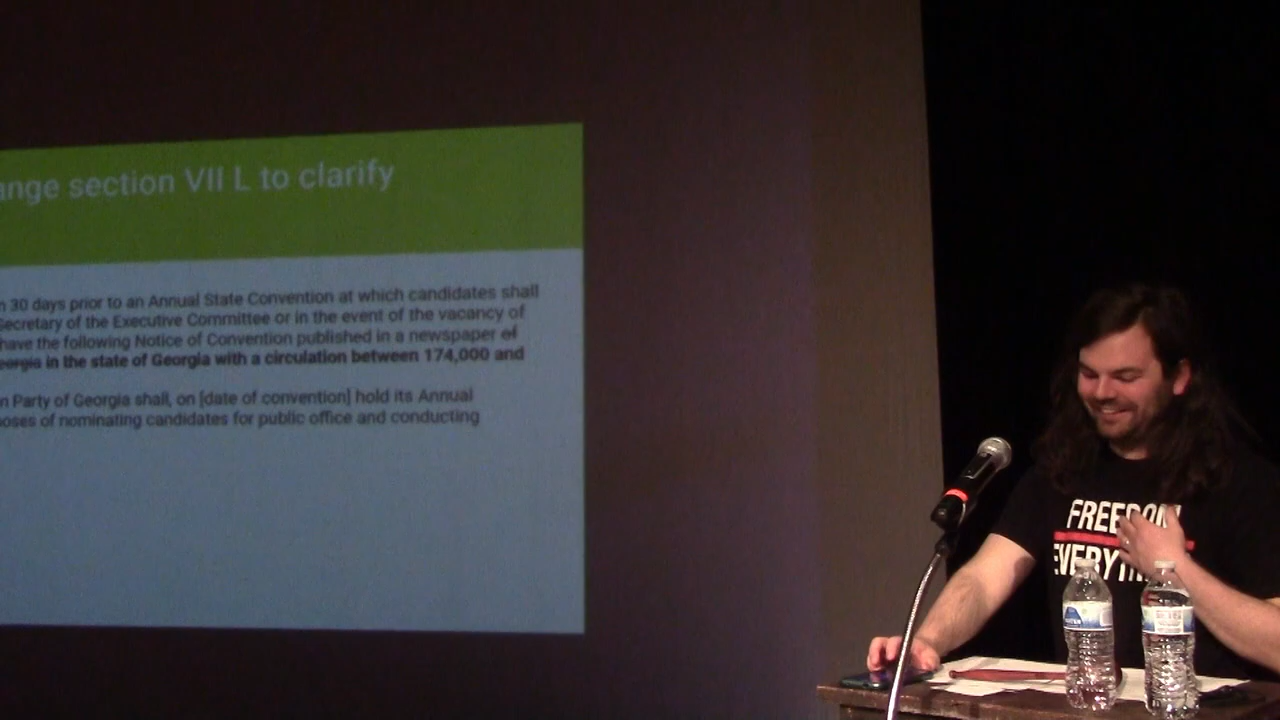 ange section VII L to clarify
n 30 days prior to an Annual State Convention at which candidates shall
Secretary of the Executive Committee or in the event of the vacancy of
have the following Notice of Convention published in a newspaper of
eorgia in the state of Georgia with a circulation between 174,000 and
n Party of Georgia shall, on [date of convention] hold its Annual
oses of nominating candidates for public office and conducting
FREEDOM
EVERYTHI